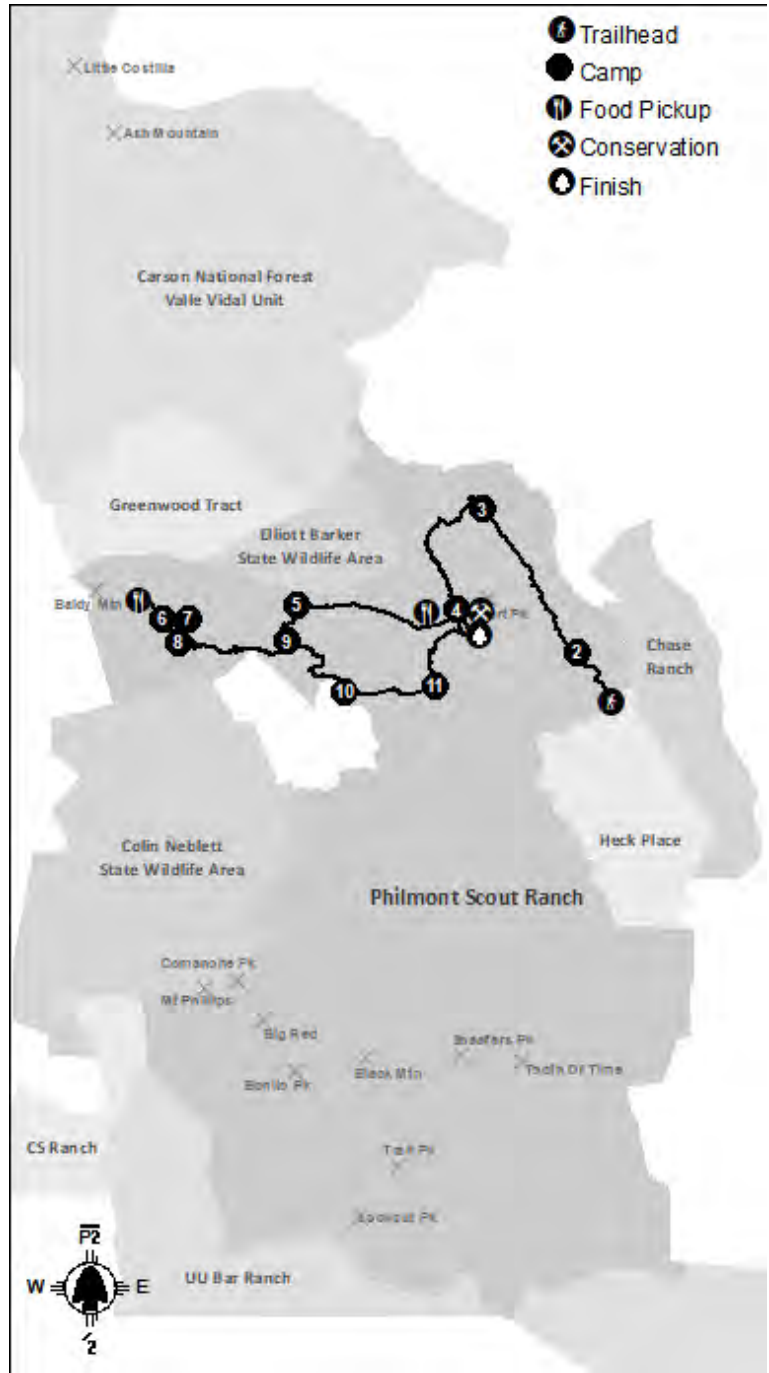 Trailhead
Camp
Food Pickup
Conservation
Finish
Little Costilla
Ash Mountain
Carson National Forest
Valle Vidal Unit
Greenwood Tract
Elliott Barker
State Wildlife Area
3
Baldy Mtn
6
7
5
4
rt Pk
8
9
2
Chase
Ranch
10
11
Heck Place
Colin Neblett
State Wildlife Area
Philmont Scout Ranch
Comanche Pk
Mt Phillips
Big Red
Bonito Pk
Black Mtn
Shaefers Pk
Tooth Of Time
CS Ranch
Trail Pk
Lookout Pk
UU Bar Ranch
W
E